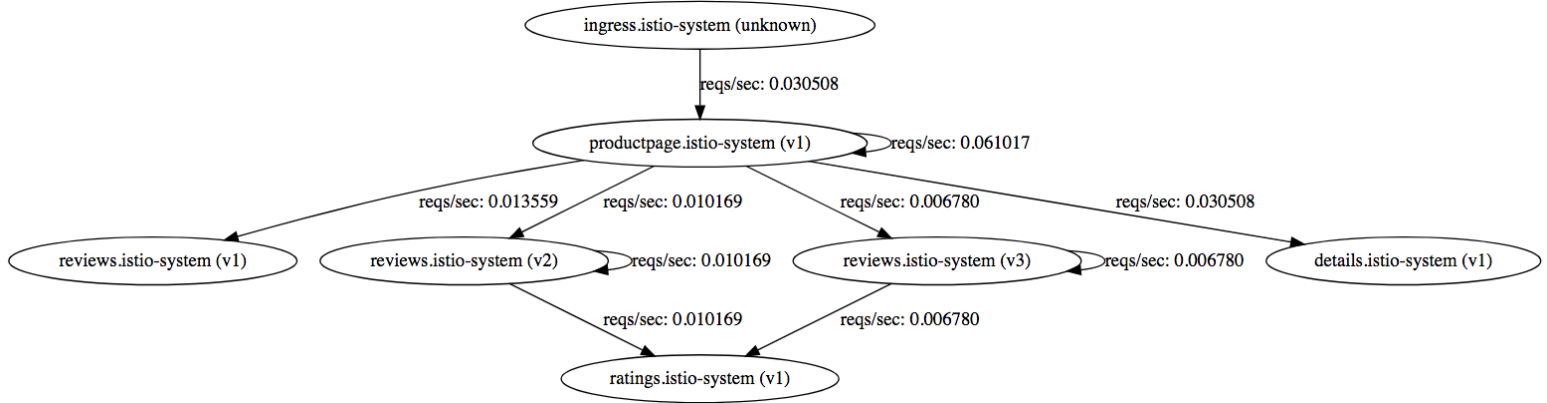 ingress.istio-system (unknown)
reqs/sec: 0.030508
productpage.istio-system (v1)
reqs/sec: 0.061017
reqs/sec: 0.013559
reqs/sec: 0.010169
reqs/sec: 0.006780
reqs/sec: 0.030508
reviews.istio-system (v1)
reviews.istio-system (v2)
reqs/sec: 0.010169
reviews.istio-system (v3)
reqs/sec: 0.006780
details.istio-system (v1)
reqs/sec: 0.010169
reqs/sec: 0.006780
ratings.istio-system (v1)